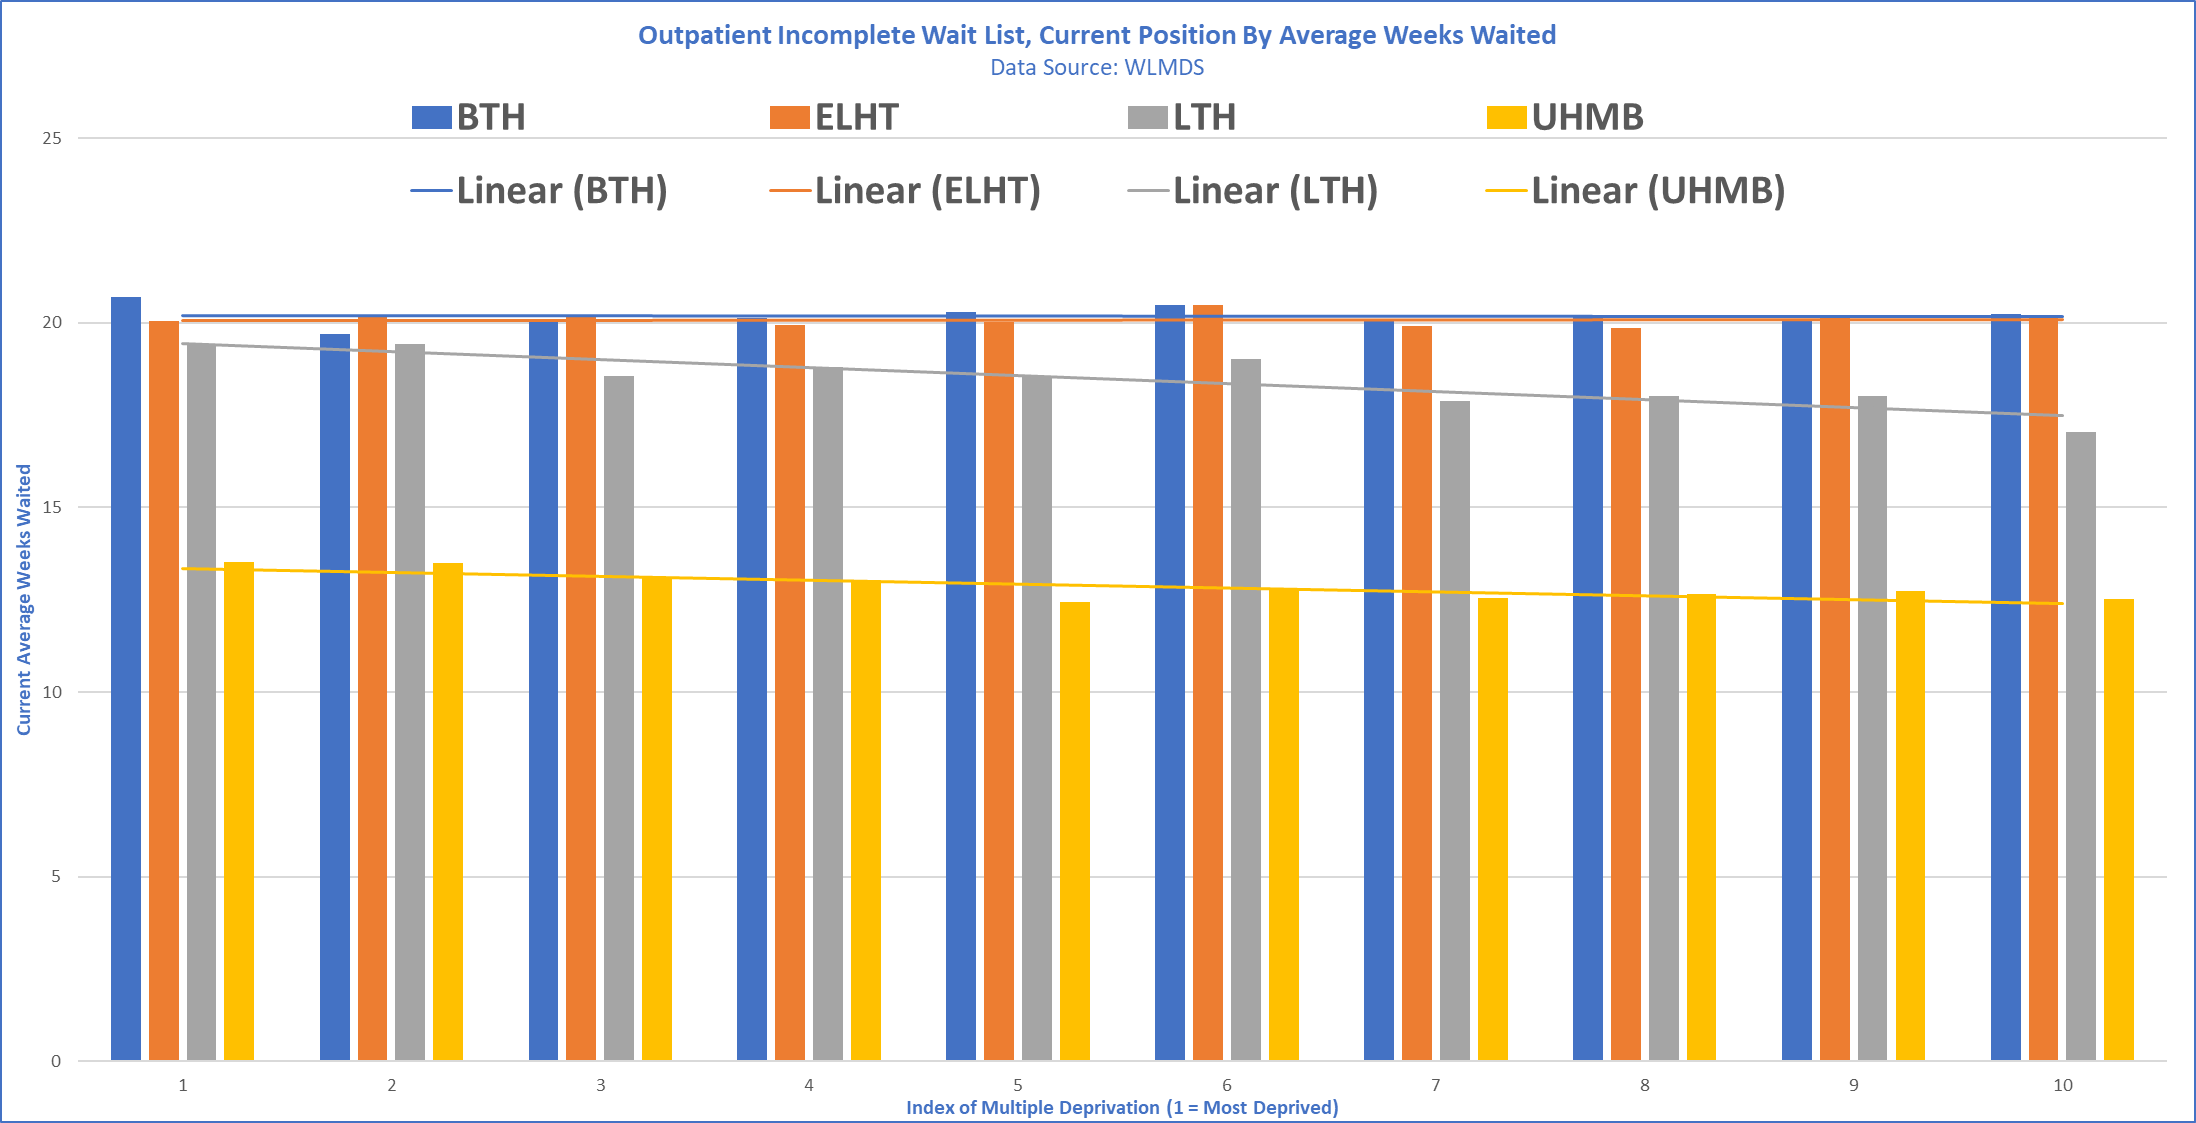 Outpatient Incomplete Wait List, Current Position By Average Weeks Waited
Data Source: WLMDS
BTH ELHT LTH UHMB
Linear (BTH) Linear (ELHT) Linear (LTH) Linear (UHMB)
Current Average Weeks Waited
25
20
15
10
5
0
1 2 3 4 5 6 7 8 9 10
Index of Multiple Deprivation (1 = Most Deprived)